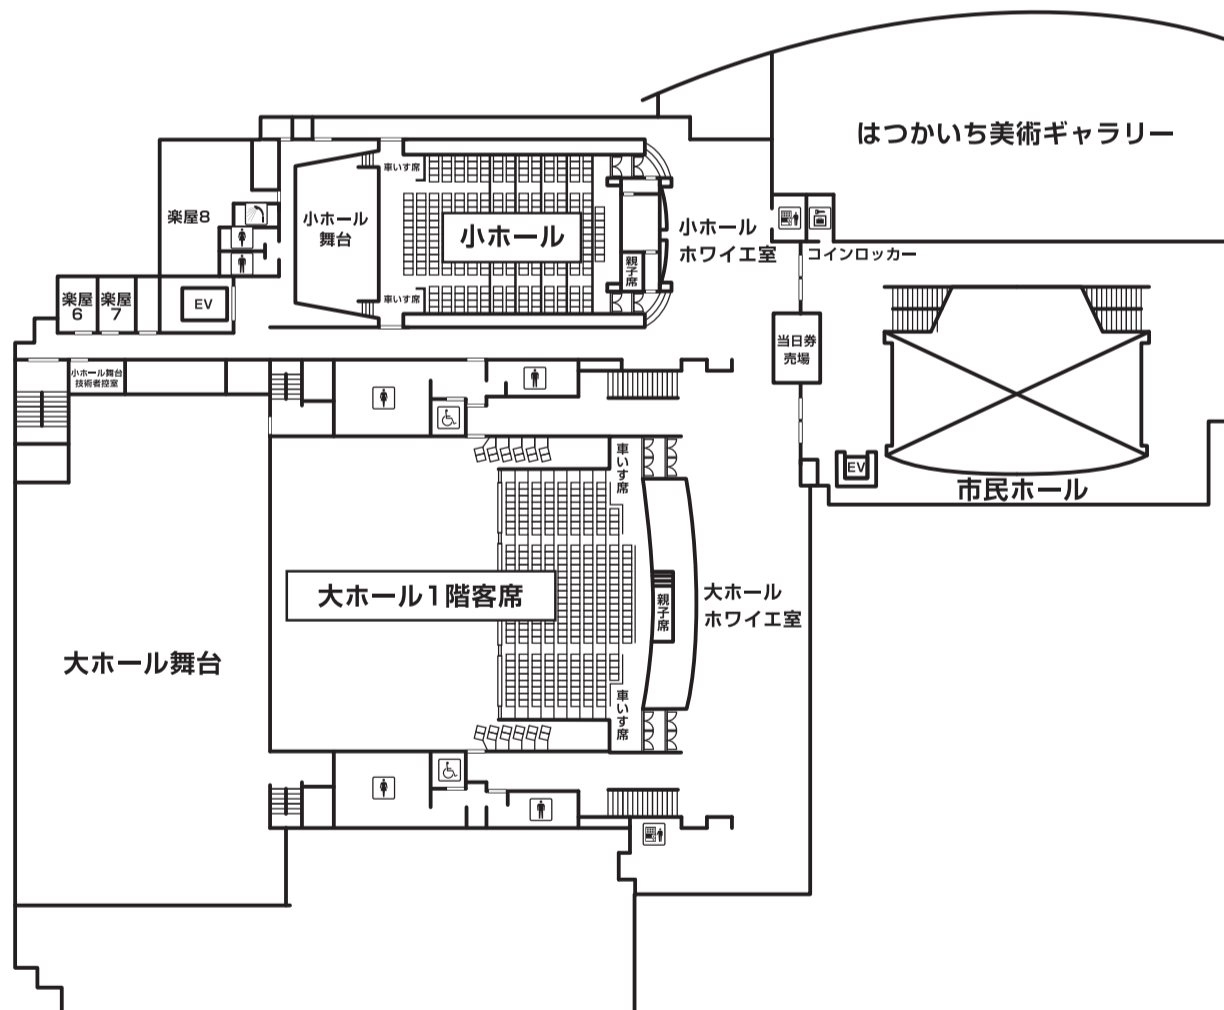 はつかいち美術ギャラリー
車いす席
楽屋8
小ホール
舞台
小ホール
小ホール
ホワイエ室
コインロッカー
親子席
楽屋
6
楽屋
7
EV
車いす席
当日券
売場
小ホール舞台
技術者控室
車いす席
EV
市民ホール
大ホール1階客席
親子席
大ホール
ホワイエ室
大ホール舞台
車いす席